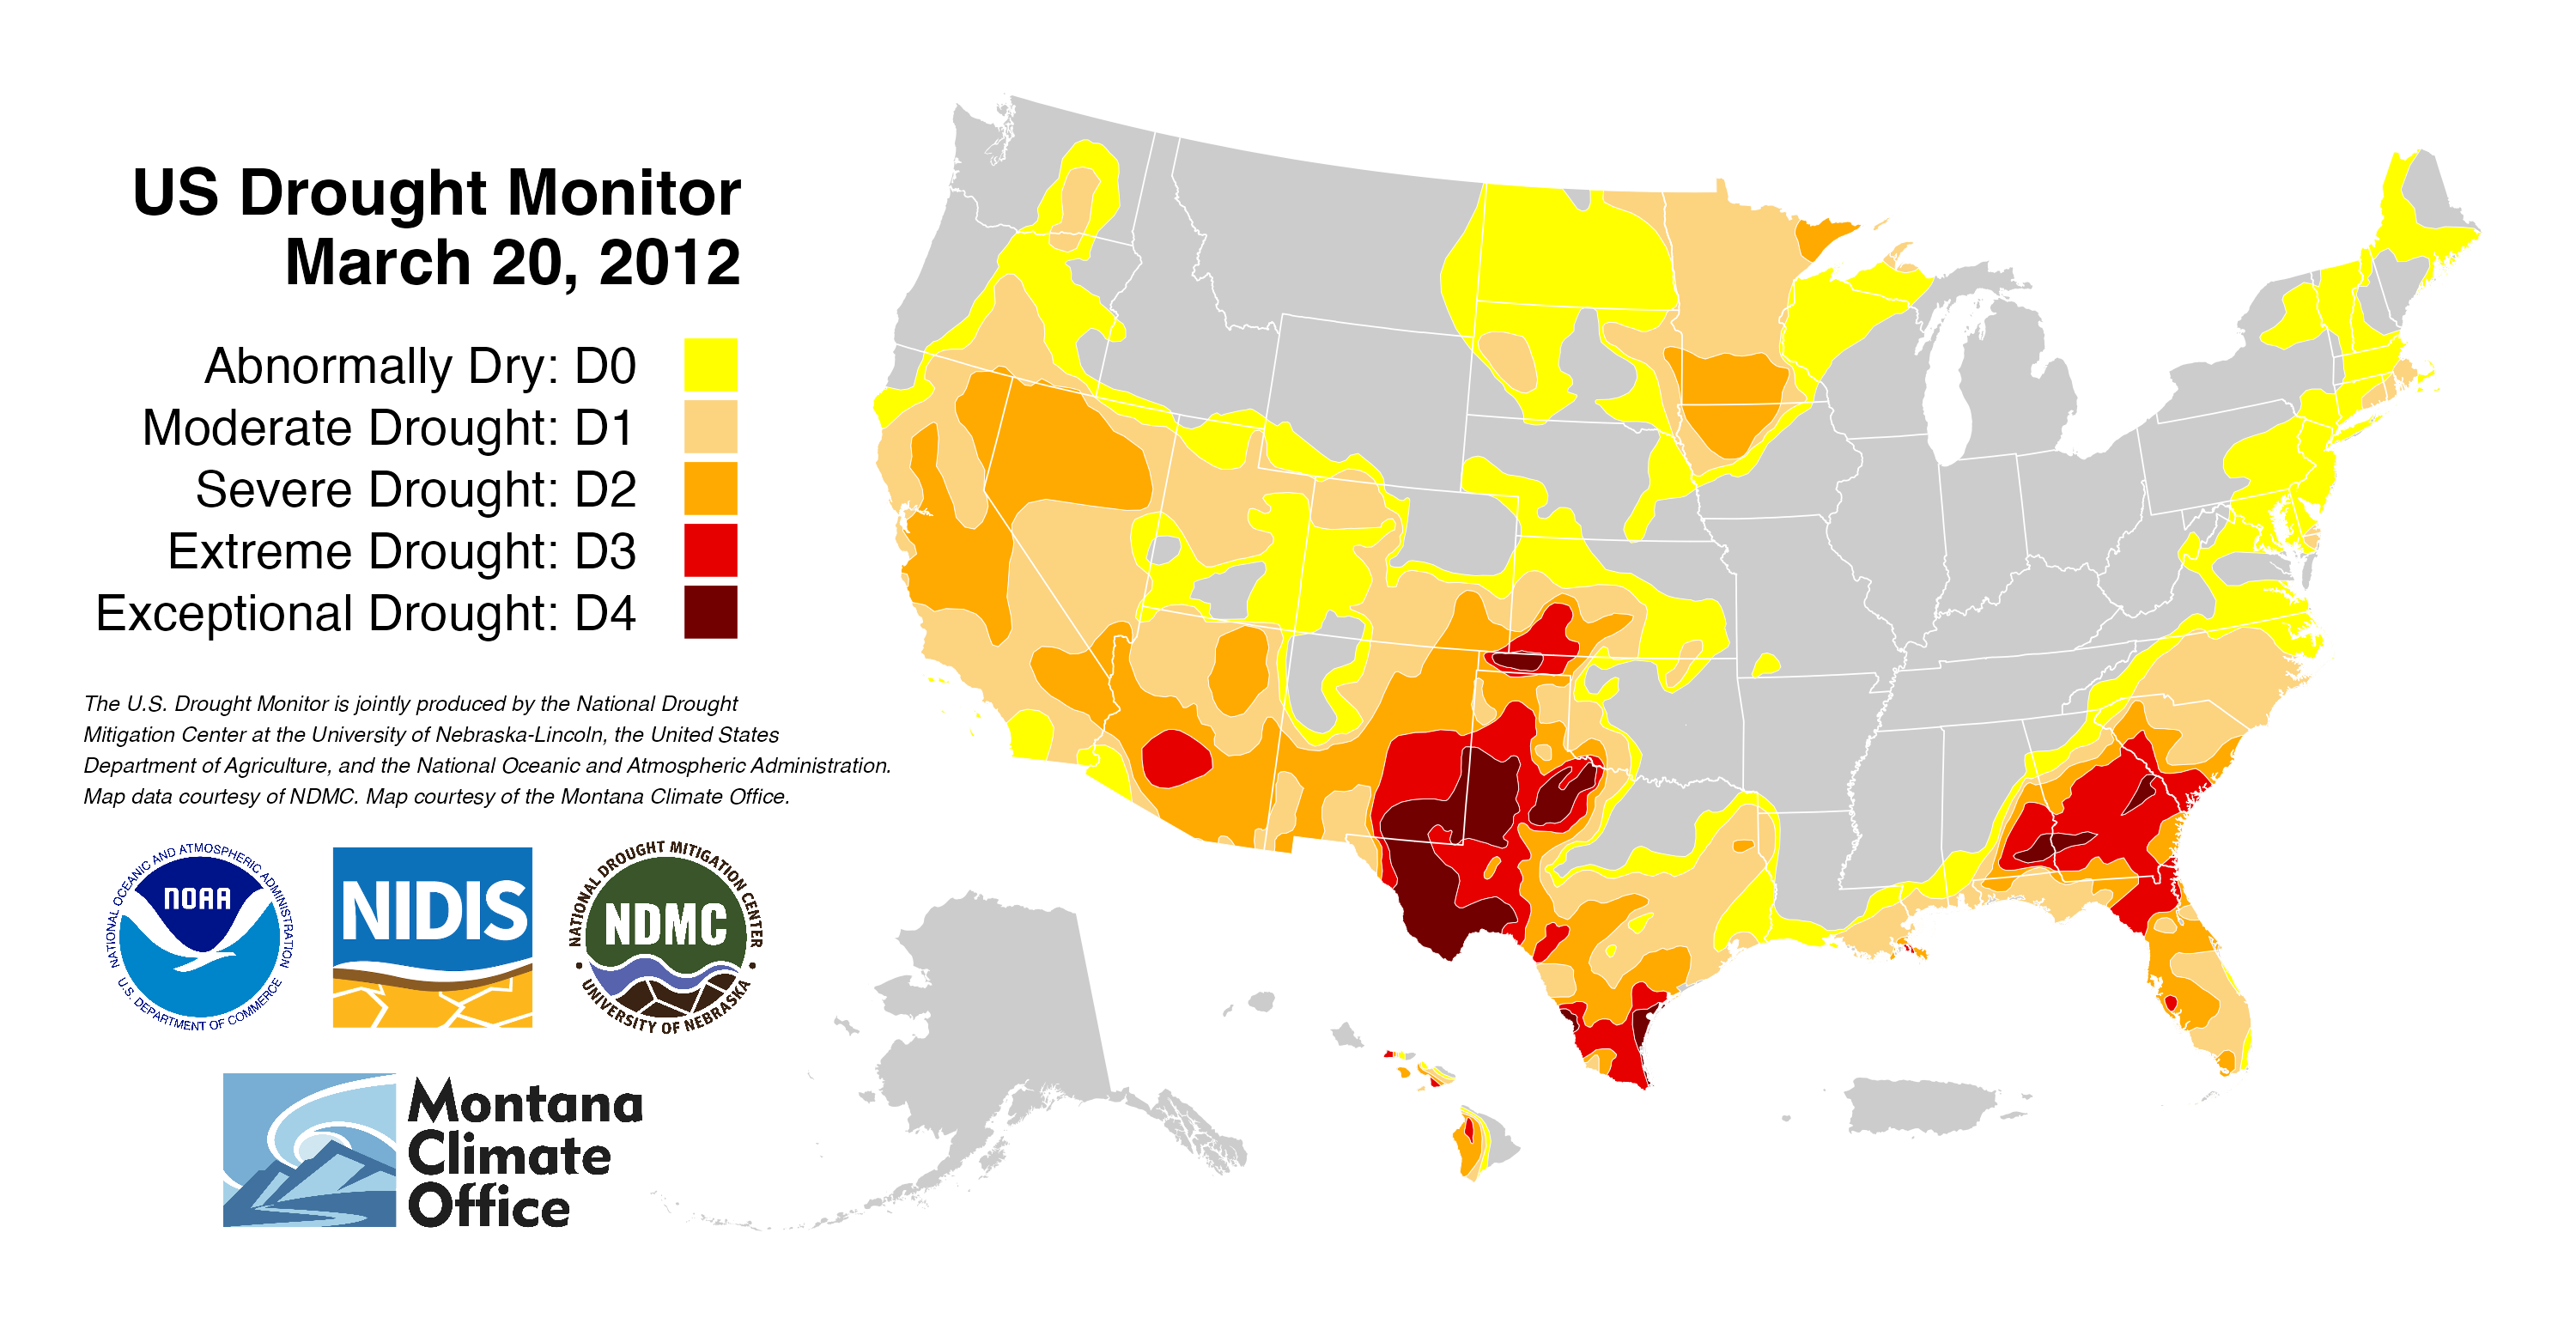 US Drought Monitor
March 20, 2012
Abnormally Dry: D0
Moderate Drought: D1
Severe Drought: D2
Extreme Drought: D3
Exceptional Drought: D4
The U.S. Drought Monitor is jointly produced by the National Drought
Mitigation Center at the University of Nebraska-Lincoln, the United States
Department of Agriculture, and the National Oceanic and Atmospheric Administration.
Map data courtesy of NDMC. Map courtesy of the Montana Climate Office.
NATIONAL OCEANIC AND ATMOSPHERIC ADMINISTRATION
NOAA
U.S. DEPARTMENT OF COMMERCE
NIDIS
NATIONAL DROUGHT MITIGATION CENTER
NDMC
UNIVERSITY OF NEBRASKA
Montana
Climate
Office